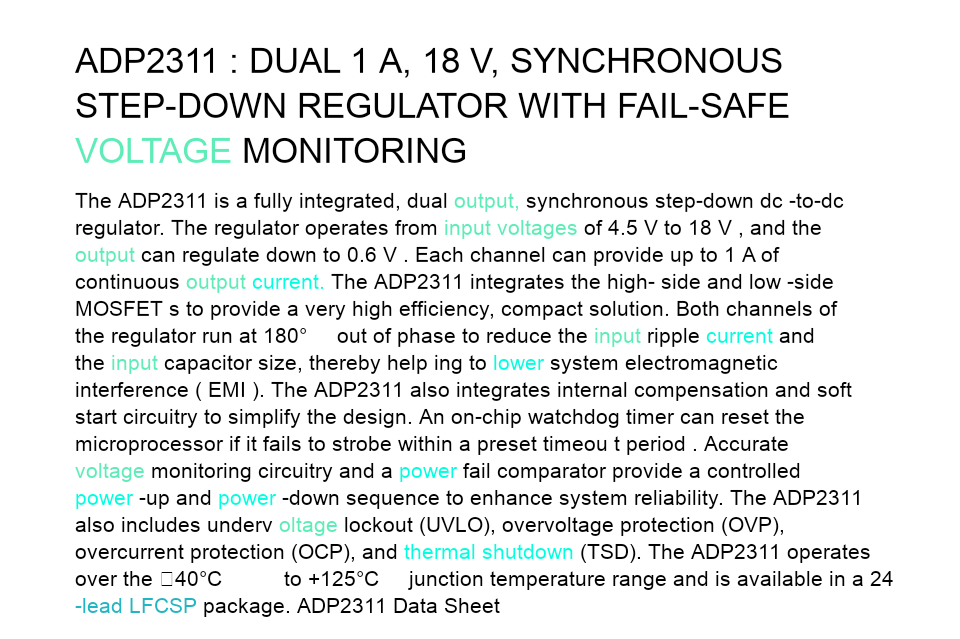 ADP2311 : DUAL 1 A, 18 V, SYNCHRONOUS
STEP-DOWN REGULATOR WITH FAIL-SAFE
VOLTAGE MONITORING
The ADP2311 is a fully integrated, dual output, synchronous step-down dc -to-dc
regulator. The regulator operates from input voltages of 4.5 V to 18 V , and the
output can regulate down to 0.6 V . Each channel can provide up to 1 A of
continuous output current. The ADP2311 integrates the high- side and low -side
MOSFET s to provide a very high efficiency, compact solution. Both channels of
the regulator run at 180° out of phase to reduce the input ripple current and
the input capacitor size, thereby help ing to lower system electromagnetic
interference ( EMI ). The ADP2311 also integrates internal compensation and soft
start circuitry to simplify the design. An on-chip watchdog timer can reset the
microprocessor if it fails to strobe within a preset timeou t period . Accurate
voltage monitoring circuitry and a power fail comparator provide a controlled
power -up and power -down sequence to enhance system reliability. The ADP2311
also includes underv oltage lockout (UVLO), overvoltage protection (OVP),
overcurrent protection (OCP), and thermal shutdown (TSD). The ADP2311 operates
over the 40°C to +125°C junction temperature range and is available in a 24
-lead LFCSP package. ADP2311 Data Sheet